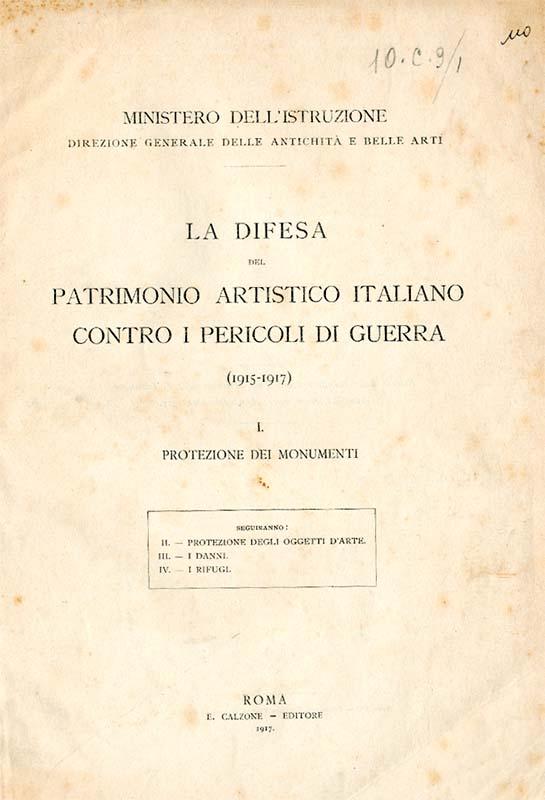 10.C.9/1
MINISTERO DELL'ISTRUZIONE
DIREZIONE GENERALE DELLE ANTICHITÀ E BELLE ARTI
LA DIFESA
DEL
PATRIMONIO ARTISTICO ITALIANO
CONTRO I PERICOLI DI GUERRA
(1915-1917)
I.
PROTEZIONE DEI MONUMENTI
SEGUIRANNO:
II. — PROTEZIONE DEGLI OGGETTI D'ARTE.
III. — I DANNI.
IV. — I RIFUGI.
ROMA
E. CALZONE - EDITORE
1917.